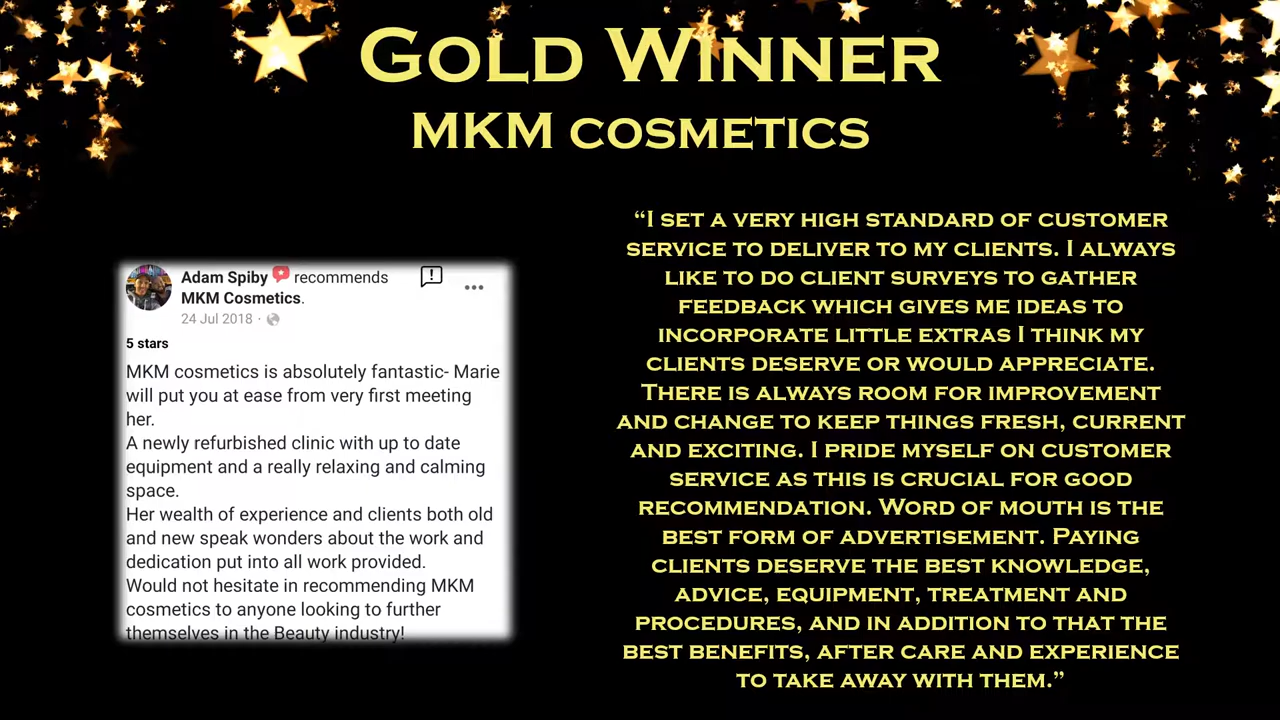 GOLD WINNER
MKM COSMETICS
Adam Spiby recommends
MKM Cosmetics.
24 Jul 2018 ·
5 stars
MKM cosmetics is absolutely fantastic- Marie
will put you at ease from very first meeting
her.
A newly refurbished clinic with up to date
equipment and a really relaxing and calming
space.
Her wealth of experience and clients both old
and new speak wonders about the work and
dedication put into all work provided.
Would not hesitate in recommending MKM
cosmetics to anyone looking to further
themselves in the Beauty industry!
“I SET A VERY HIGH STANDARD OF CUSTOMER
SERVICE TO DELIVER TO MY CLIENTS. I ALWAYS
LIKE TO DO CLIENT SURVEYS TO GATHER
FEEDBACK WHICH GIVES ME IDEAS TO
INCORPORATE LITTLE EXTRAS I THINK MY
CLIENTS DESERVE OR WOULD APPRECIATE.
THERE IS ALWAYS ROOM FOR IMPROVEMENT
AND CHANGE TO KEEP THINGS FRESH, CURRENT
AND EXCITING. I PRIDE MYSELF ON CUSTOMER
SERVICE AS THIS IS CRUCIAL FOR GOOD
RECOMMENDATION. WORD OF MOUTH IS THE
BEST FORM OF ADVERTISEMENT. PAYING
CLIENTS DESERVE THE BEST KNOWLEDGE,
ADVICE, EQUIPMENT, TREATMENT AND
PROCEDURES, AND IN ADDITION TO THAT THE
BEST BENEFITS, AFTER CARE AND EXPERIENCE
TO TAKE AWAY WITH THEM.”